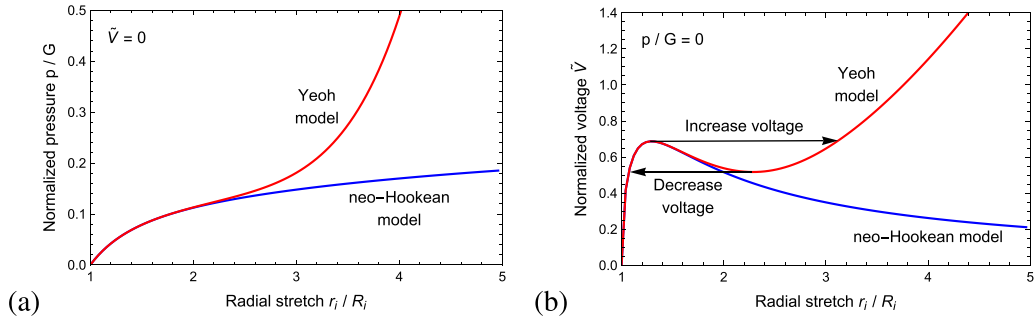 Ṽ = 0
Yeoh
model
neo-Hookean
model
Normalized pressure p / G
0.5
0.4
0.3
0.2
0.1
0.0
1
2
3
4
5
Radial stretch r_i / R_i
(a)
p / G = 0
Yeoh
model
Increase voltage
Decrease
voltage
neo-Hookean model
Normalized voltage Ṽ
1.4
1.2
1.0
0.8
0.6
0.4
0.2
0.0
1
2
3
4
5
Radial stretch r_i / R_i
(b)